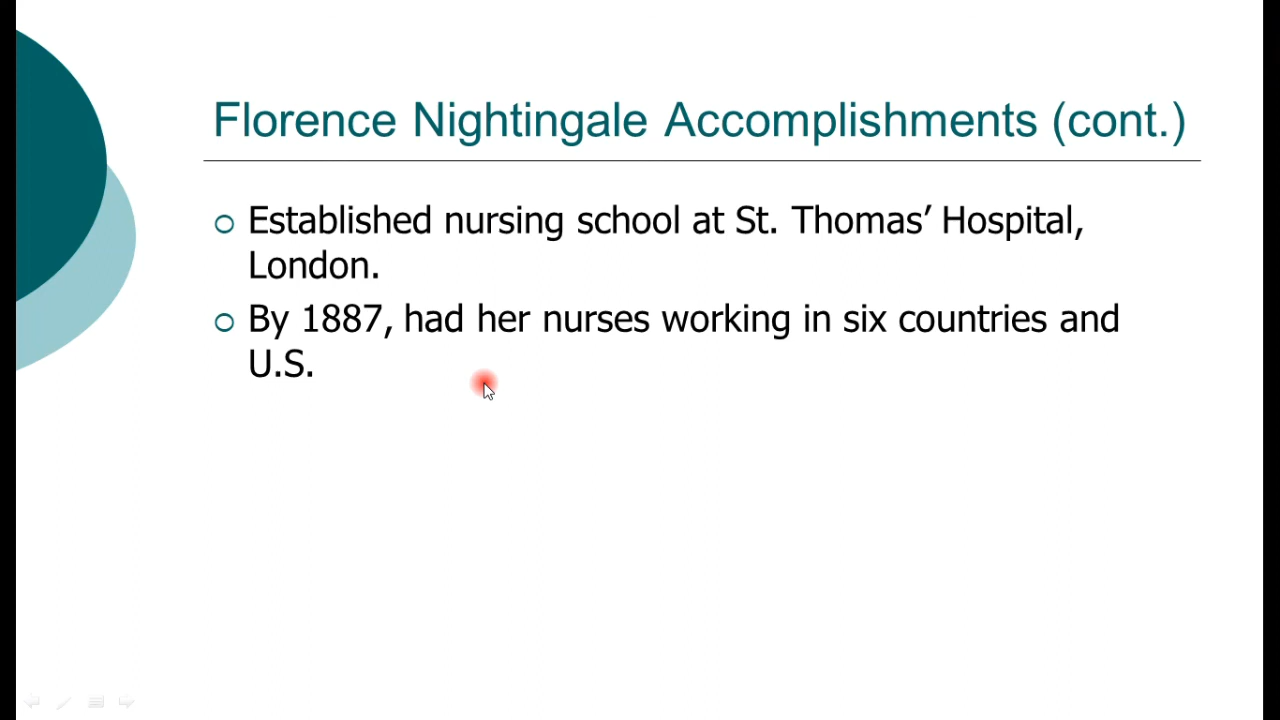 Florence Nightingale Accomplishments (cont.)
Established nursing school at St. Thomas’ Hospital,
London.
By 1887, had her nurses working in six countries and
U.S.